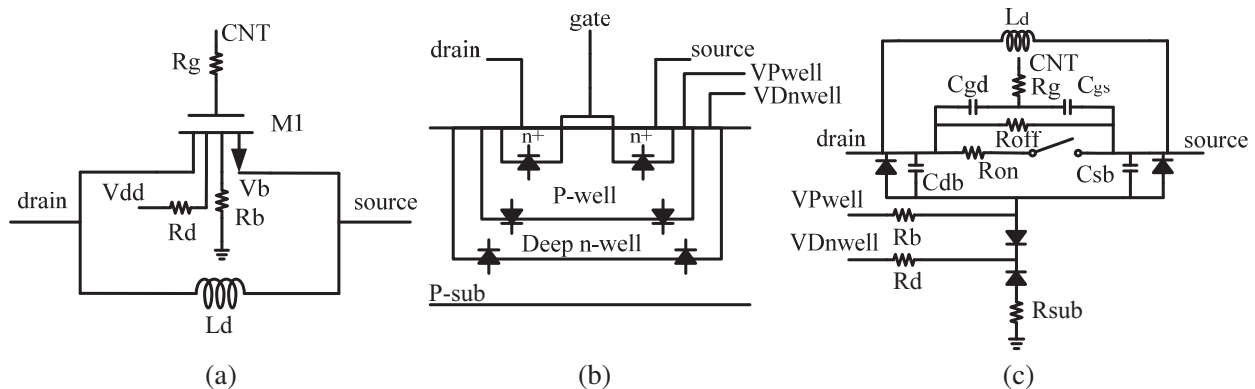 CNT
Rg
M1
drain
Vdd
Vb
source
Rd
Rb
Ld
(a)
gate
drain
source
VPwell
VDnwell
n+
n+
P-well
Deep n-well
P-sub
(b)
Ld
CNT
Cgd
Rg
Cgs
drain
Roff
source
Ron
Cdb
Csb
VPwell
Rb
VDnwell
Rd
Rsub
(c)